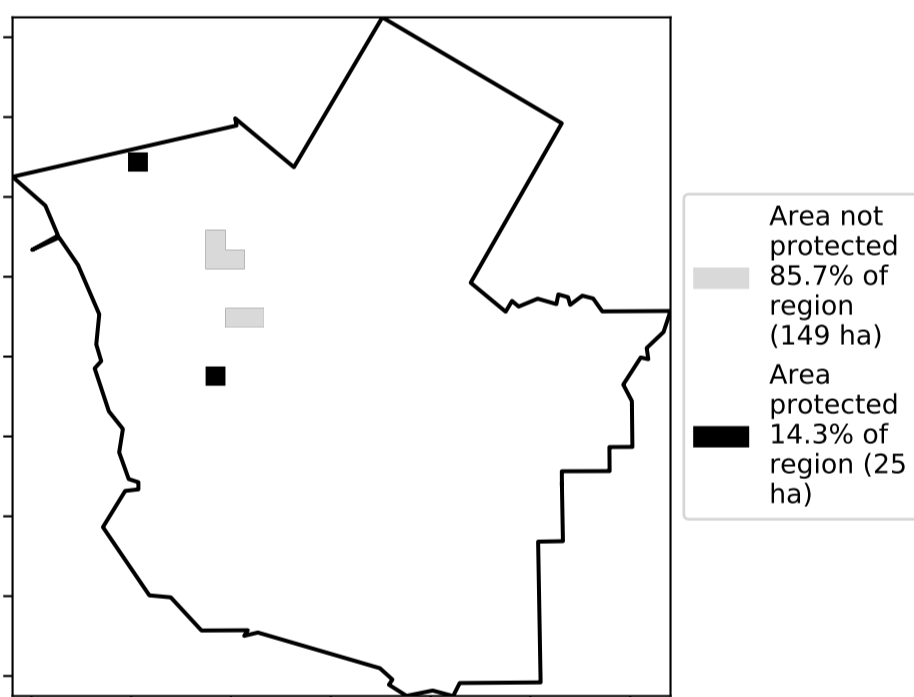 Area not
protected
85.7% of
region
(149 ha)
Area
protected
14.3% of
region (25
ha)